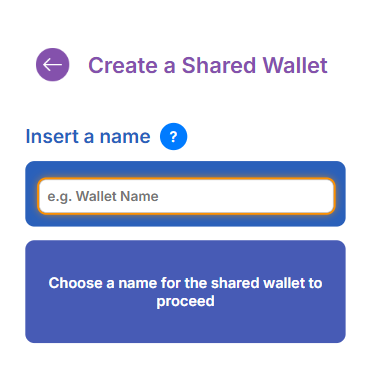 Create a Shared Wallet
Insert a name ?
e.g. Wallet Name
Choose a name for the shared wallet to
proceed